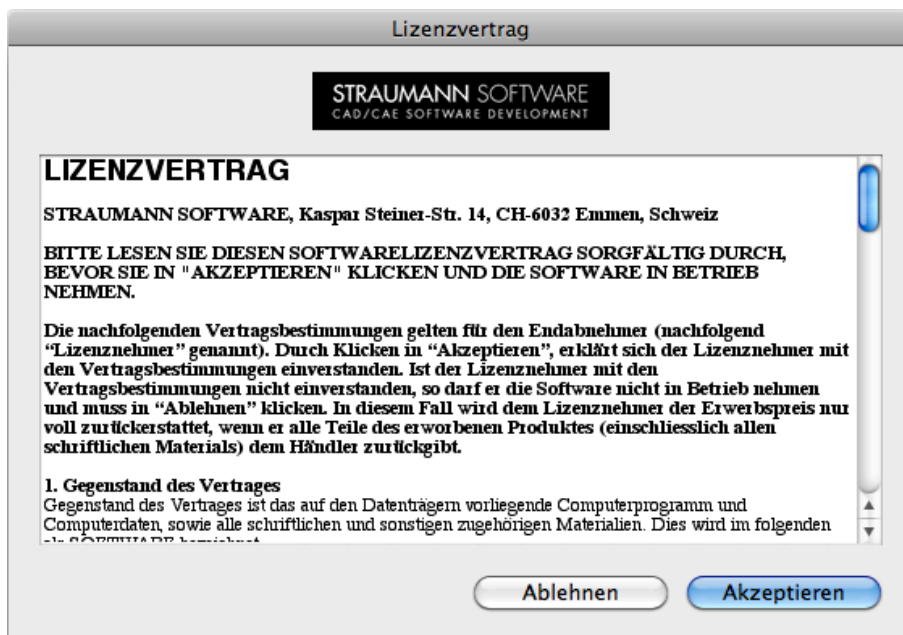 Lizenzvertrag
STRAUMANN SOFTWARE
CAD/CAE SOFTWARE DEVELOPMENT
LIZENZVERTRAG
STRAUMANN SOFTWARE, Kaspar Steiner-Str. 14, CH-6032 Emmen, Schweiz
BITTE LESEN SIE DIESEN SOFTWARELIZENZVERTRAG SORGFÄLTIG DURCH,
BEVOR SIE IN "AKZEPTIEREN" KLICKEN UND DIE SOFTWARE IN BETRIEB
NEHMEN.
Die nachfolgenden Vertragsbestimmungen gelten für den Endabnehmer (nachfolgend
“Lizenznehmer” genannt). Durch Klicken in “Akzeptieren”, erklärt sich der Lizenznehmer mit
den Vertragsbestimmungen einverstanden. Ist der Lizenznehmer mit den
Vertragsbestimmungen nicht einverstanden, so darf er die Software nicht in Betrieb nehmen
und muss in “Ablehnen” klicken. In diesem Fall wird dem Lizenznehmer der Erwerbspreis nur
voll zurückerstattet, wenn er alle Teile des erworbenen Produktes (einschliesslich allen
schriftlichen Materials) dem Händler zurückgibt.
1. Gegenstand des Vertrages
Gegenstand des Vertrages ist das auf den Datenträgern vorliegende Computerprogramm und
Computerdaten, sowie alle schriftlichen und sonstigen zugehörigen Materialien. Dies wird im folgenden
als SOFTWARE bezeichnet
Ablehnen
Akzeptieren